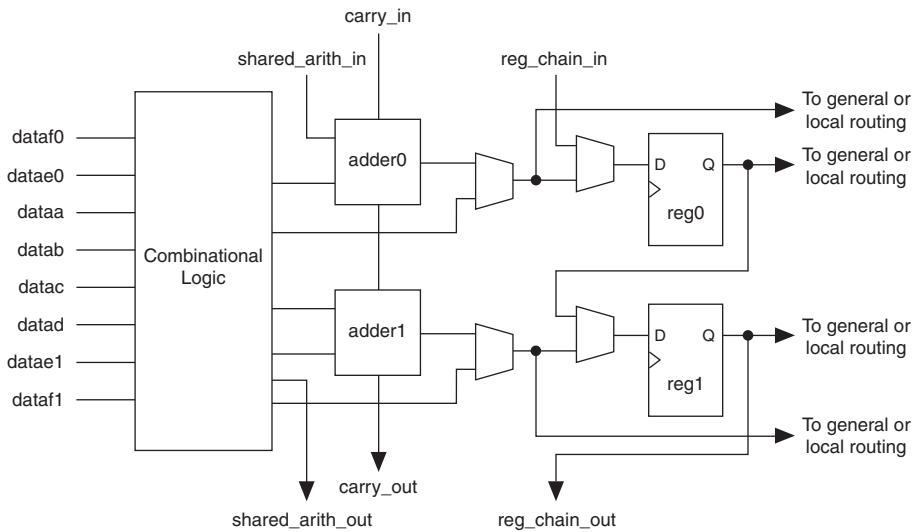 carry_in
shared_arith_in
reg_chain_in
To general or
local routing
dataf0
adder0
D Q
To general or
local routing
datae0
dataa
reg0
datab
Combinational
Logic
datac
datad
adder1
D Q
To general or
local routing
datae1
reg1
dataf1
To general or
local routing
carry_out
shared_arith_out
reg_chain_out